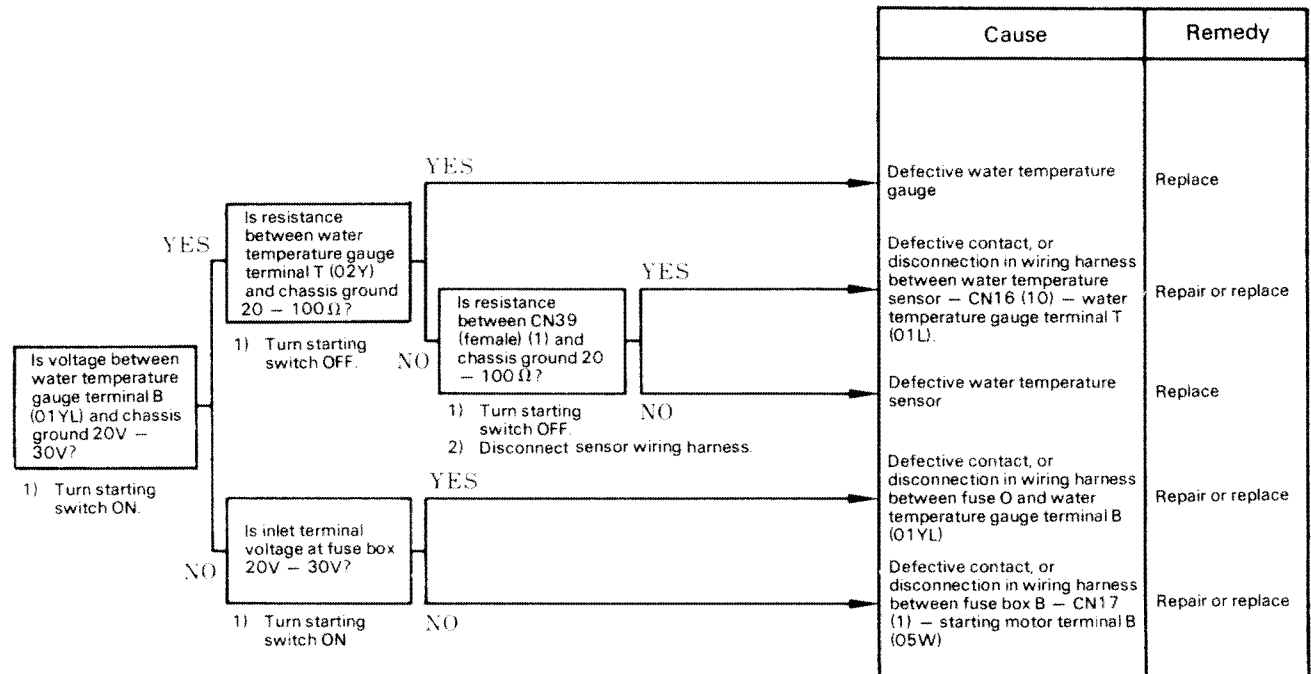 Cause
Remedy
YES
Defective water temperature
gauge
Replace
YES
Is resistance
between water
temperature gauge
terminal T (02Y)
and chassis ground
20 – 100Ω?
1) Turn starting
switch OFF.
NO
Is resistance
between CN39
(female) (1) and
chassis ground 20
– 100Ω?
1) Turn starting
switch OFF.
2) Disconnect sensor wiring harness.
YES
Defective contact, or
disconnection in wiring harness
between water temperature
sensor – CN16 (10) – water
temperature gauge terminal T
(01L).
Repair or replace
NO
Defective water temperature
sensor
Replace
Is voltage between
water temperature
gauge terminal B
(01YL) and chassis
ground 20V –
30V?
1) Turn starting
switch ON.
NO
Is inlet terminal
voltage at fuse box
20V – 30V?
1) Turn starting
switch ON
YES
Defective contact, or
disconnection in wiring harness
between fuse O and water
temperature gauge terminal B
(01YL)
Repair or replace
NO
Defective contact, or
disconnection in wiring harness
between fuse box B – CN17
(1) – starting motor terminal B
(05W)
Repair or replace